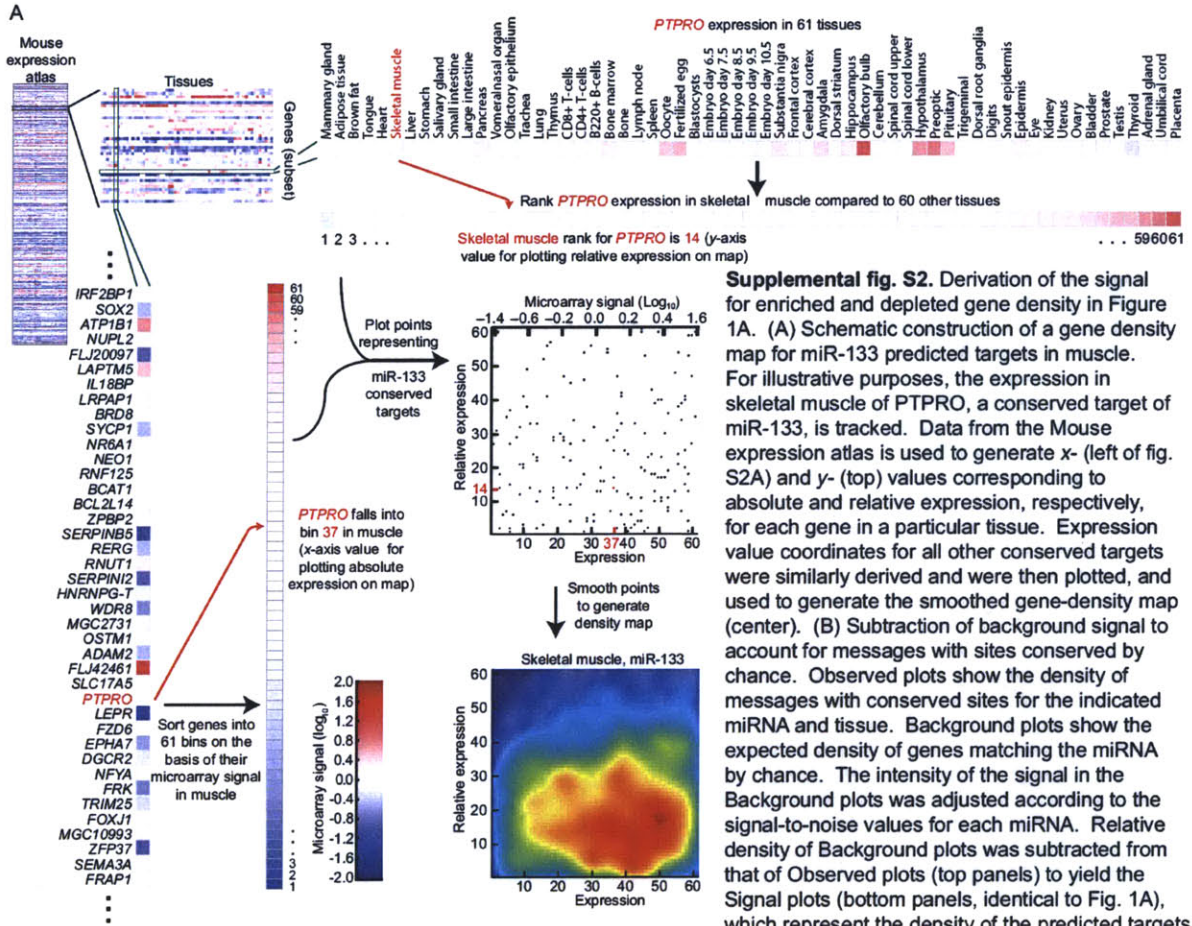 A
Mouse
expression
atlas
Tissues
Genes (subset)
PTPRO expression in 61 tissues
Mammary gland
Adipose tissue
Brown fat
Tongue
Heart
Skeletal muscle
Liver
Stomach
Salivary gland
Small intestine
Large intestine
Pancreas
Vomeralnasal organ
Olfactory epithelium
Trachea
Lung
Thymus
CD8+ T-cells
CD4+ T-cells
B220+ B-cells
Bone marrow
Bone
Lymph node
Spleen
Oocyte
Fertilized egg
Blastocysts
Embryo day 6.5
Embryo day 7.5
Embryo day 8.5
Embryo day 9.5
Embryo day 10.5
Substantia nigra
Frontal cortex
Cerebral cortex
Amygdala
Dorsal striatum
Hippocampus
Olfactory bulb
Cerebellum
Spinal cord upper
Spinal cord lower
Hypothalamus
Preoptic
Pituitary
Trigeminal
Dorsal root ganglia
Digits
Snout epidermis
Epidermis
Eye
Kidney
Uterus
Ovary
Bladder
Prostate
Testis
Thyroid
Adrenal gland
Umbilical cord
Placenta
Rank PTPRO expression in skeletal muscle compared to 60 other tissues
1 2 3 . . .
. . . 596061
Skeletal muscle rank for PTPRO is 14 (y-axis
value for plotting relative expression on map)
IRF2BP1
SOX2
ATP1B1
NUPL2
FLJ20097
LAPTM5
IL18BP
LRPAP1
BRD8
SYCP1
NR6A1
NEO1
RNF125
BCAT1
BCL2L14
ZPBP2
SERPINB5
RERG
RNUT1
SERPINI2
HNRNPG-T
WDR8
MGC2731
OSTM1
ADAM2
FLJ42461
SLC17A5
PTPRO
LEPR
FZD6
EPHA7
DGCR2
NFYA
FRK
TRIM25
FOXJ1
MGC10993
ZFP37
SEMA3A
FRAP1
Sort genes into
61 bins on the
basis of their
microarray signal
in muscle
61
60
59
.
.
.
.
.
.
3
2
1
PTPRO falls into
bin 37 in muscle
(x-axis value for
plotting absolute
expression on map)
Microarray signal (log10)
2.0
1.6
1.2
0.8
0.4
0.0
-0.4
-0.8
-1.2
-1.6
-2.0
Plot points
representing
miR-133
conserved
targets
Microarray signal (Log10)
-1.4 -0.6 -0.2 0.0 0.2 0.4 1.6
Relative expression
60
50
40
30
20
14
10
10 20 30 37 40 50 60
Expression
Smooth points
to generate
density map
Skeletal muscle, miR-133
Relative expression
60
50
40
30
20
10
10 20 30 40 50 60
Expression
Supplemental fig. S2. Derivation of the signal
for enriched and depleted gene density in Figure
1A. (A) Schematic construction of a gene density
map for miR-133 predicted targets in muscle.
For illustrative purposes, the expression in
skeletal muscle of PTPRO, a conserved target of
miR-133, is tracked. Data from the Mouse
expression atlas is used to generate x- (left of fig.
S2A) and y- (top) values corresponding to
absolute and relative expression, respectively,
for each gene in a particular tissue. Expression
value coordinates for all other conserved targets
were similarly derived and were then plotted, and
used to generate the smoothed gene-density map
(center). (B) Subtraction of background signal to
account for messages with sites conserved by
chance. Observed plots show the density of
messages with conserved sites for the indicated
miRNA and tissue. Background plots show the
expected density of genes matching the miRNA
by chance. The intensity of the signal in the
Background plots was adjusted according to the
signal-to-noise values for each miRNA. Relative
density of Background plots was subtracted from
that of Observed plots (top panels) to yield the
Signal plots (bottom panels, identical to Fig. 1A),
which represent the density of the predicted targets